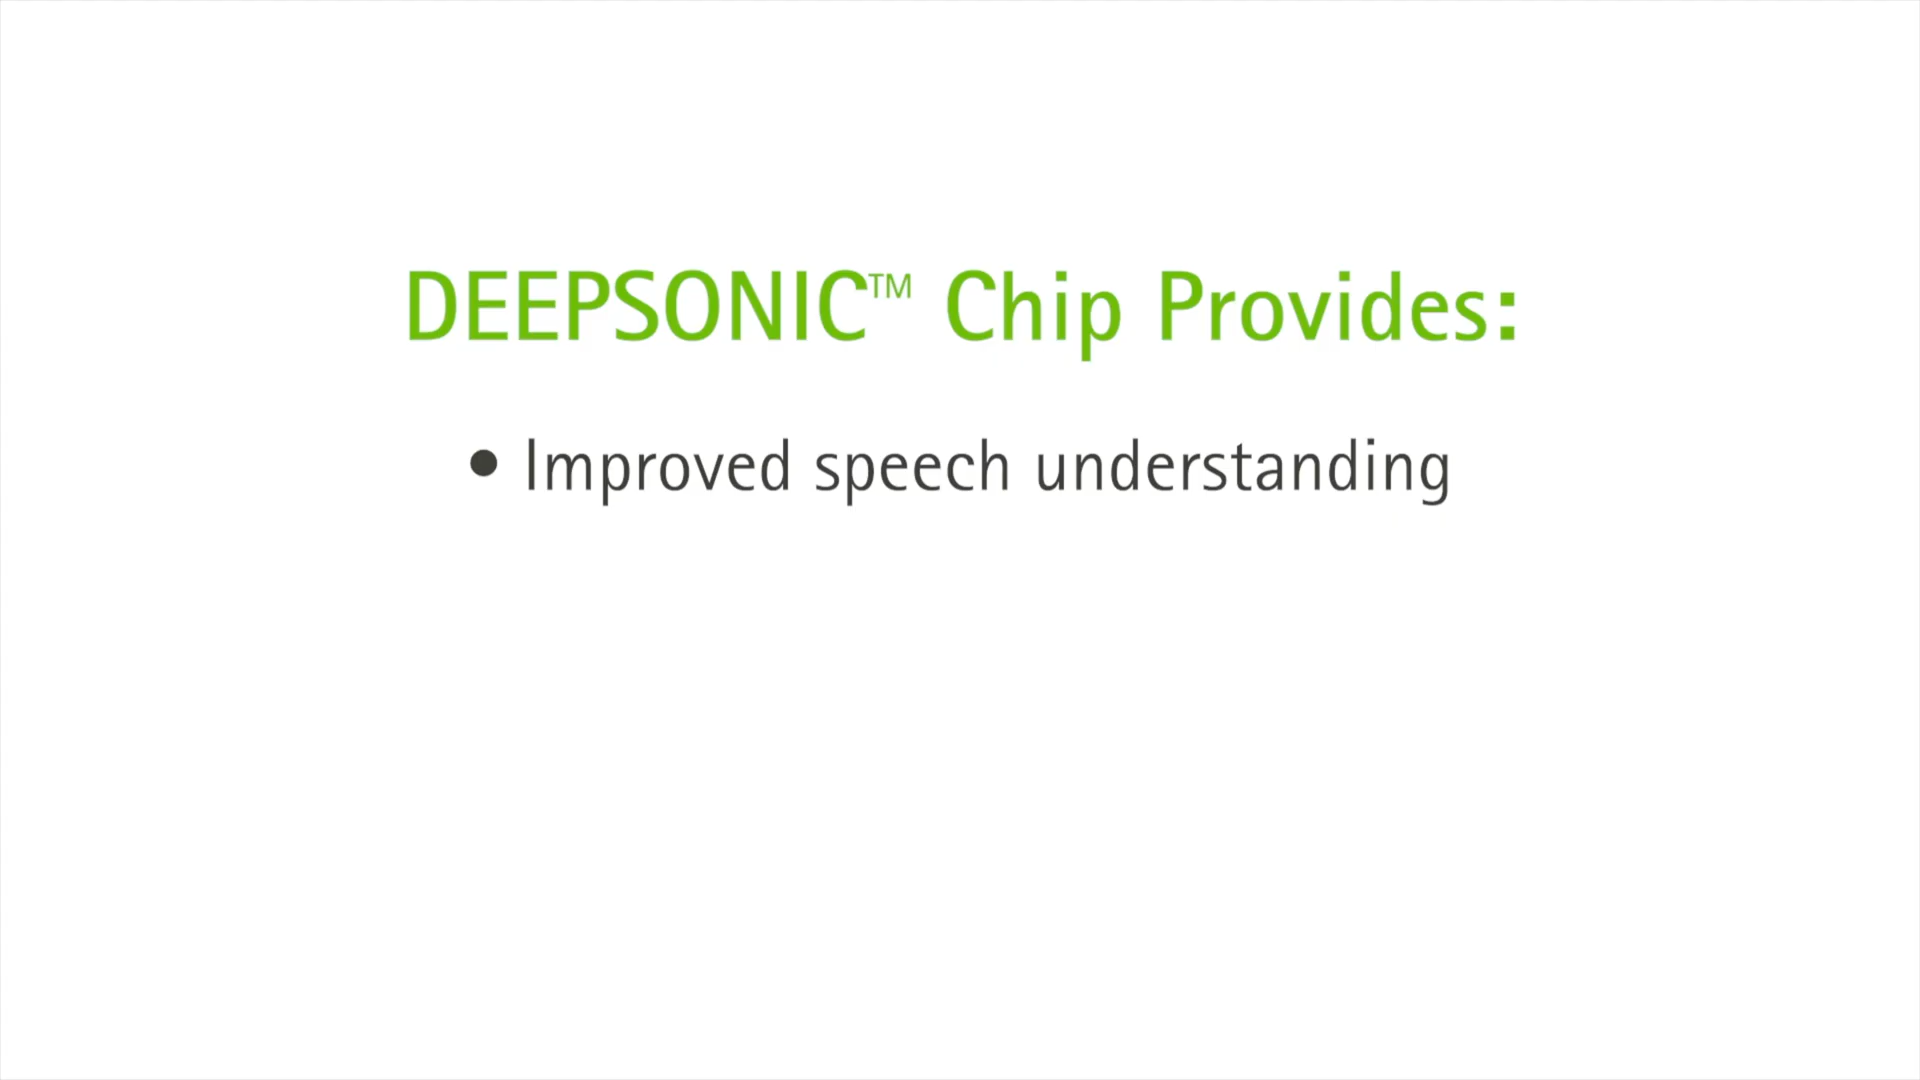 DEEPSONIC™ Chip Provides:
• Improved speech understanding